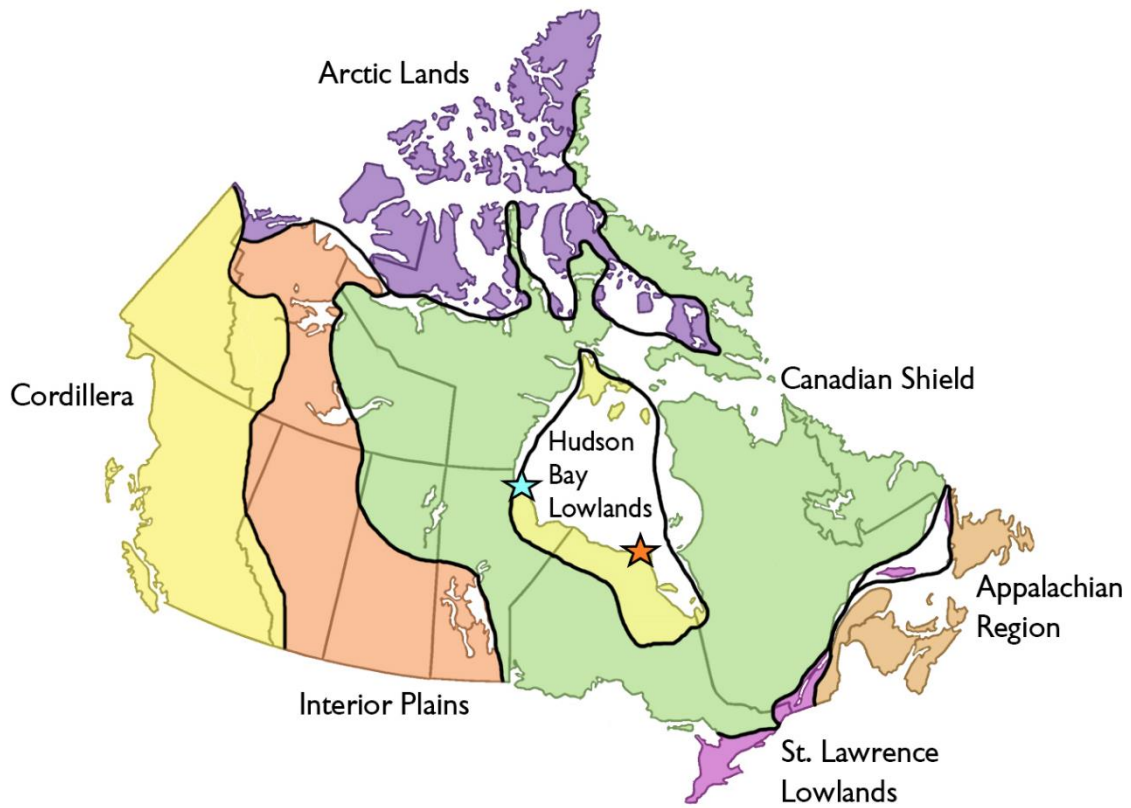 Arctic Lands
Cordillera
Canadian Shield
Hudson
Bay
Lowlands
Appalachian
Region
Interior Plains
St. Lawrence
Lowlands